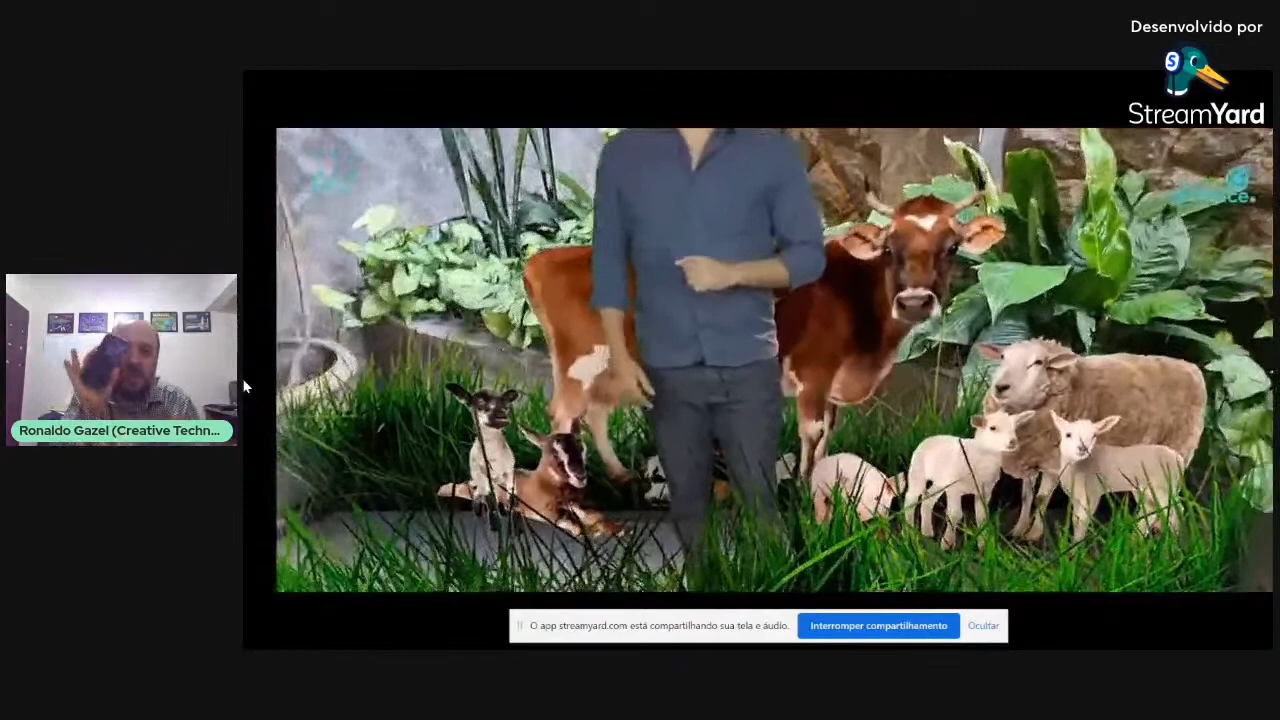 Desenvolvido por
StreamYard
Ronaldo Gazel (Creative Techn...
O app streamyard.com está compartilhando sua tela e áudio.
Interromper compartilhamento
Ocultar